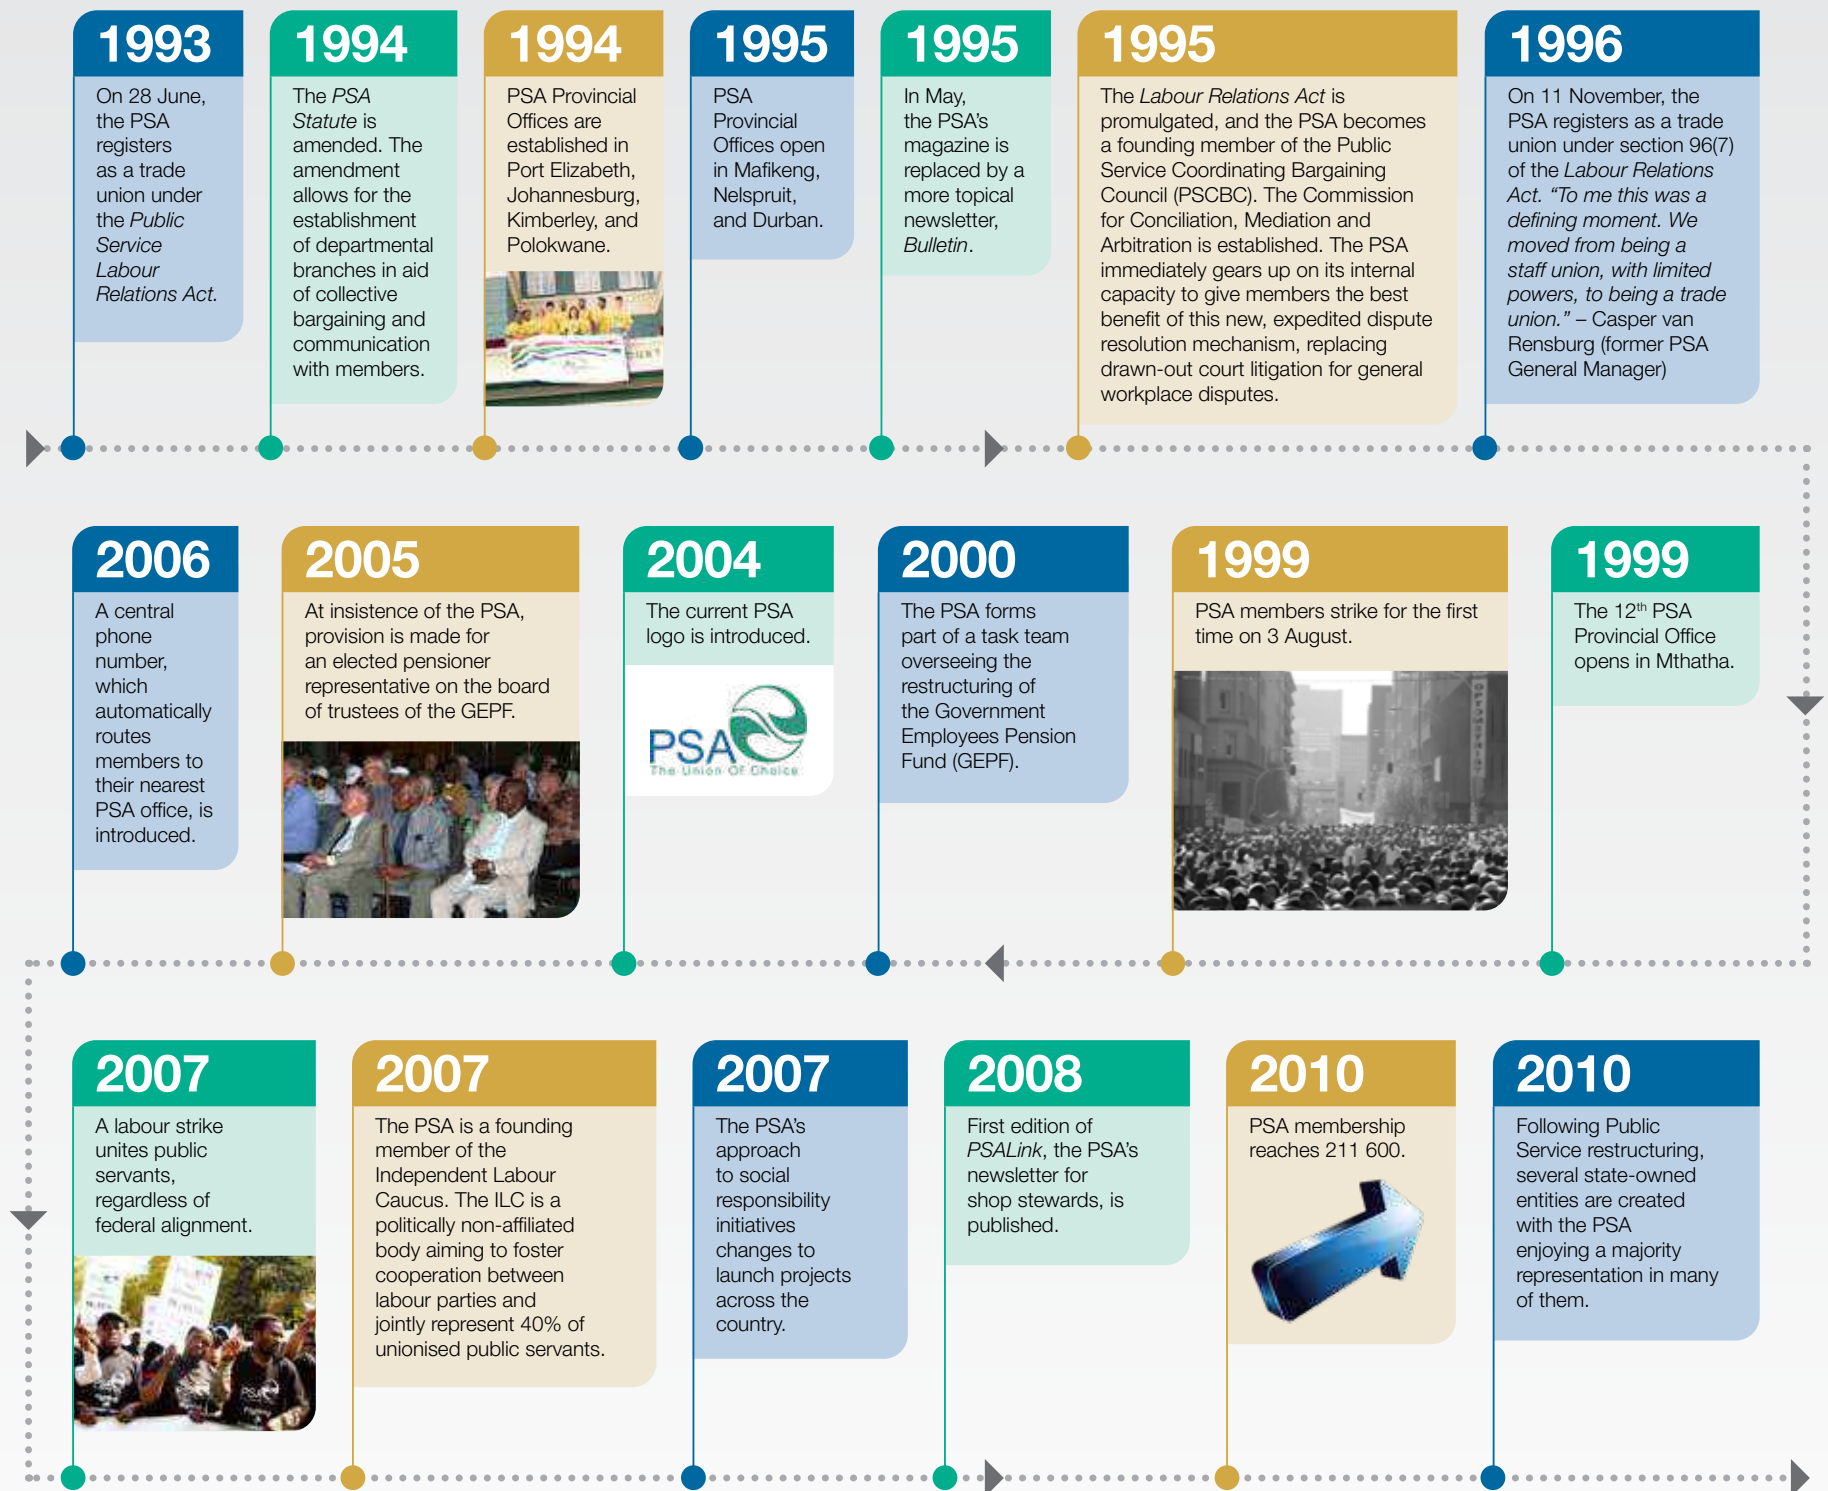 1993
On 28 June,
the PSA
registers
as a trade
union under
the Public
Service
Labour
Relations Act.
1994
The PSA
Statute is
amended. The
amendment
allows for the
establishment
of departmental
branches in aid
of collective
bargaining and
communication
with members.
1994
PSA Provincial
Offices are
established in
Port Elizabeth,
Johannesburg,
Kimberley, and
Polokwane.
1995
PSA
Provincial
Offices open
in Mafikeng,
Nelspruit,
and Durban.
1995
In May,
the PSA's
magazine is
replaced by a
more topical
newsletter,
Bulletin.
1995
The Labour Relations Act is
promulgated, and the PSA becomes
a founding member of the Public
Service Coordinating Bargaining
Council (PSCBC). The Commission
for Conciliation, Mediation and
Arbitration is established. The PSA
immediately gears up on its internal
capacity to give members the best
benefit of this new, expedited dispute
resolution mechanism, replacing
drawn-out court litigation for general
workplace disputes.
1996
On 11 November, the
PSA registers as a trade
union under section 96(7)
of the Labour Relations
Act. “To me this was a
defining moment. We
moved from being a
staff union, with limited
powers, to being a trade
union.” – Casper van
Rensburg (former PSA
General Manager)
1999
The 12th PSA
Provincial Office
opens in Mthatha.
1999
PSA members strike for the first
time on 3 August.
2000
The PSA forms
part of a task team
overseeing the
restructuring of
the Government
Employees Pension
Fund (GEPF).
2004
The current PSA
logo is introduced.
PSA
The Union Of Choice
2005
At insistence of the PSA,
provision is made for
an elected pensioner
representative on the board
of trustees of the GEPF.
2006
A central
phone
number,
which
automatically
routes
members to
their nearest
PSA office, is
introduced.
2007
A labour strike
unites public
servants,
regardless of
federal alignment.
PSA
2007
The PSA is a founding
member of the
Independent Labour
Caucus. The ILC is a
politically non-affiliated
body aiming to foster
cooperation between
labour parties and
jointly represent 40% of
unionised public servants.
2007
The PSA's
approach
to social
responsibility
initiatives
changes to
launch projects
across the
country.
2008
First edition of
PSALink, the PSA's
newsletter for
shop stewards, is
published.
2010
PSA membership
reaches 211 600.
2010
Following Public
Service restructuring,
several state-owned
entities are created
with the PSA
enjoying a majority
representation in many
of them.